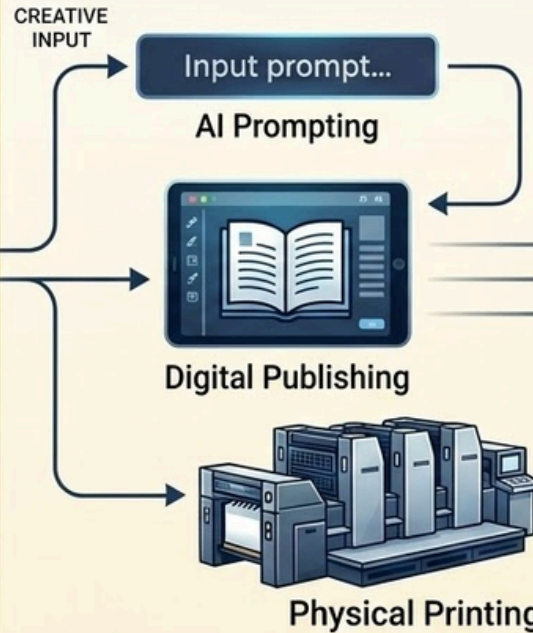 CREATIVE
INPUT
Input prompt...
AI Prompting
Digital Publishing
Physical Printing